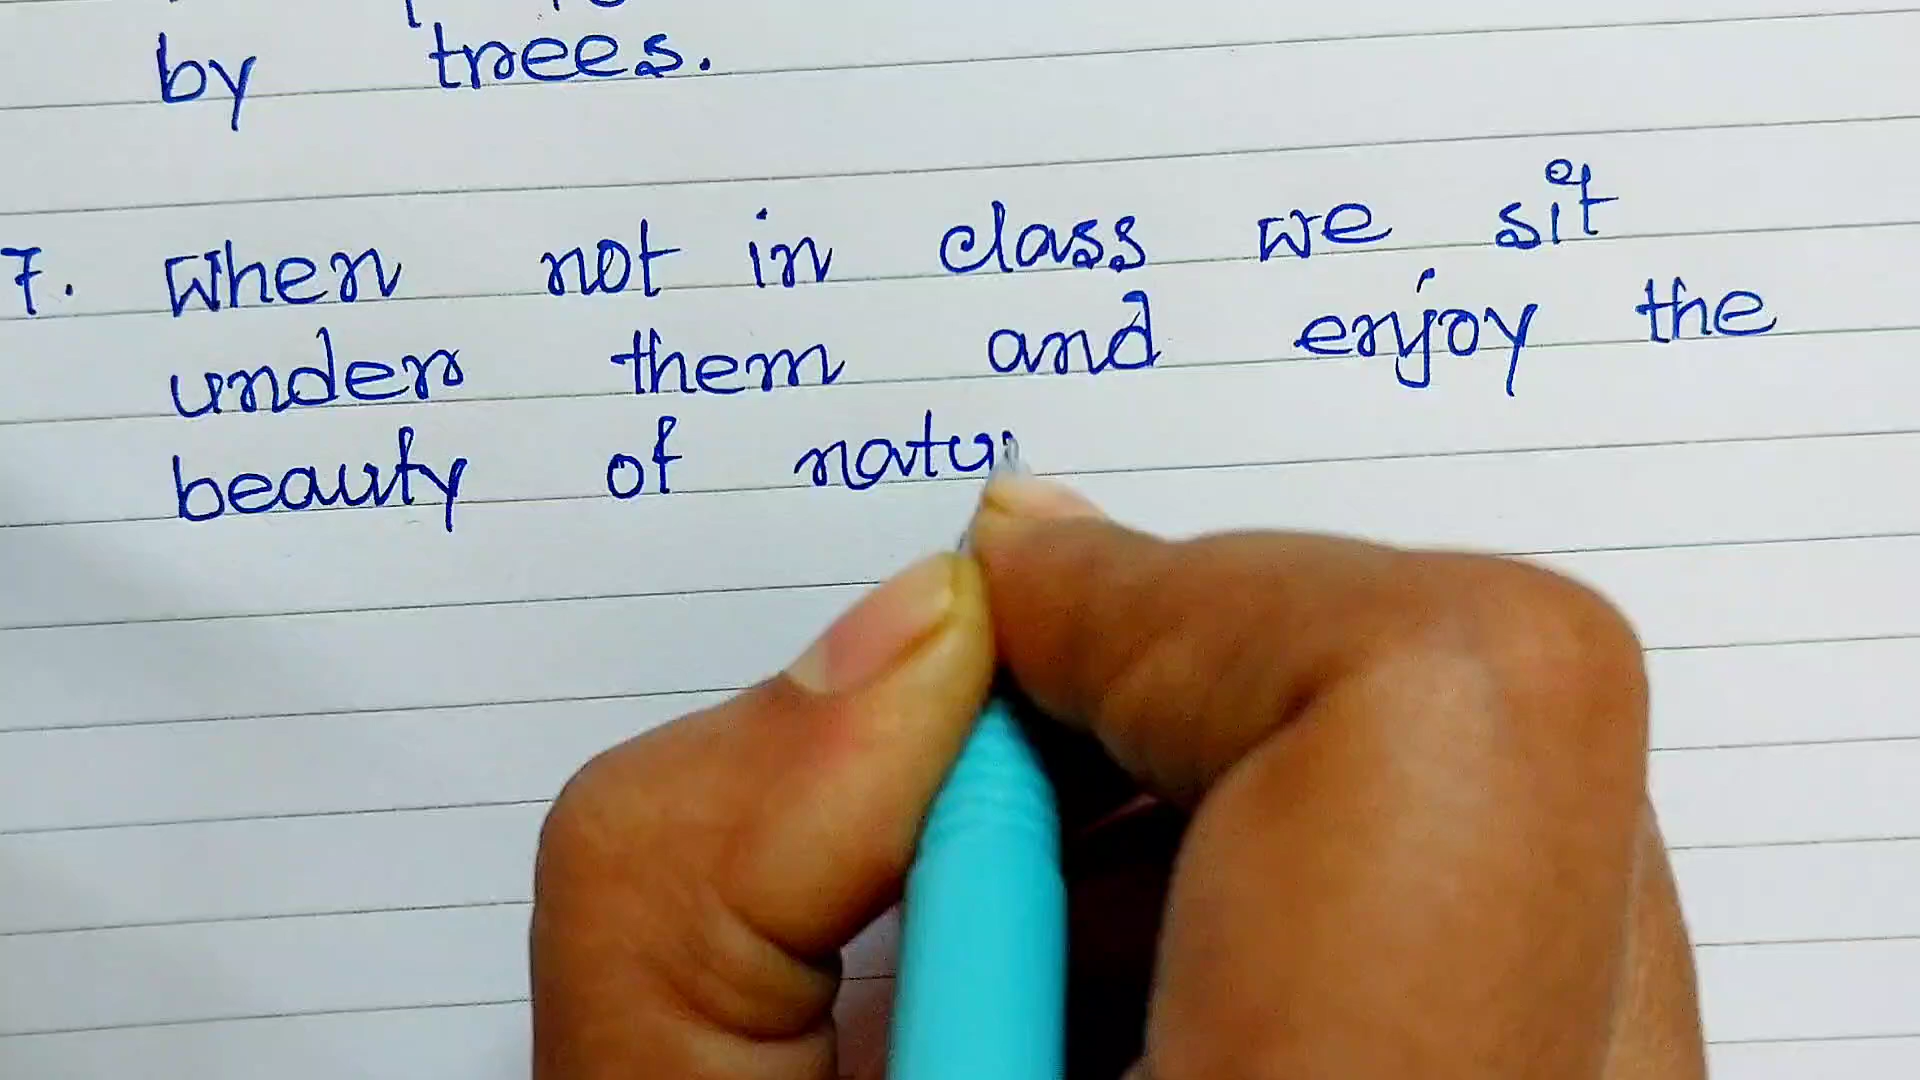 by trees.
7. When not in class we sit
under them and enjoy the
beauty of natu